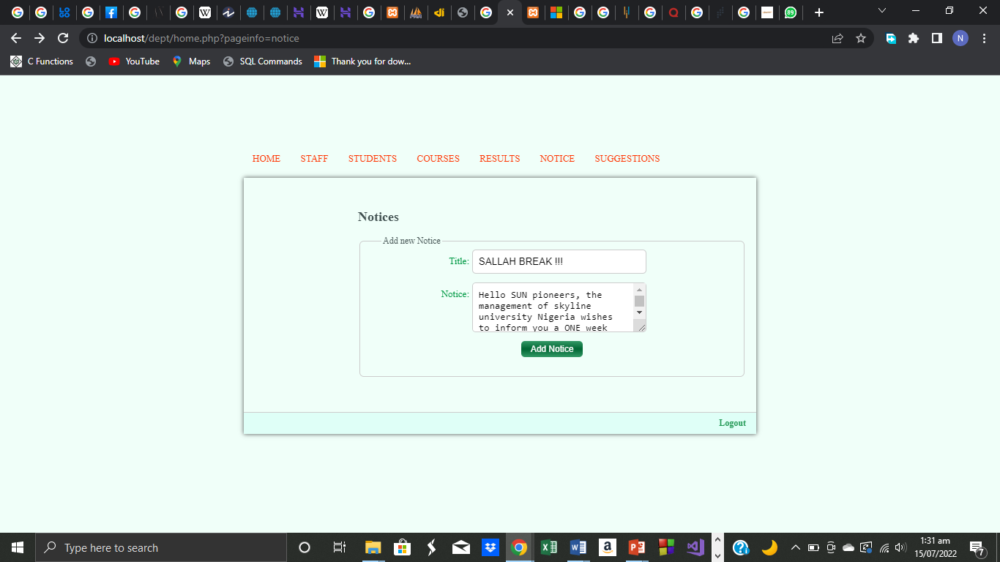 localhost/dept/home.php?pageinfo=notice
N
C Functions
YouTube
Maps
SQL Commands
Thank you for dow...
HOME
STAFF
STUDENTS
COURSES
RESULTS
NOTICE
SUGGESTIONS
Notices
Add new Notice
Title: SALLAH BREAK !!!
Notice: Hello SUN pioneers, the
management of skyline
university Nigeria wishes
to inform you a ONE week
Add Notice
Logout
Type here to search
1:31 am
15/07/2022
7